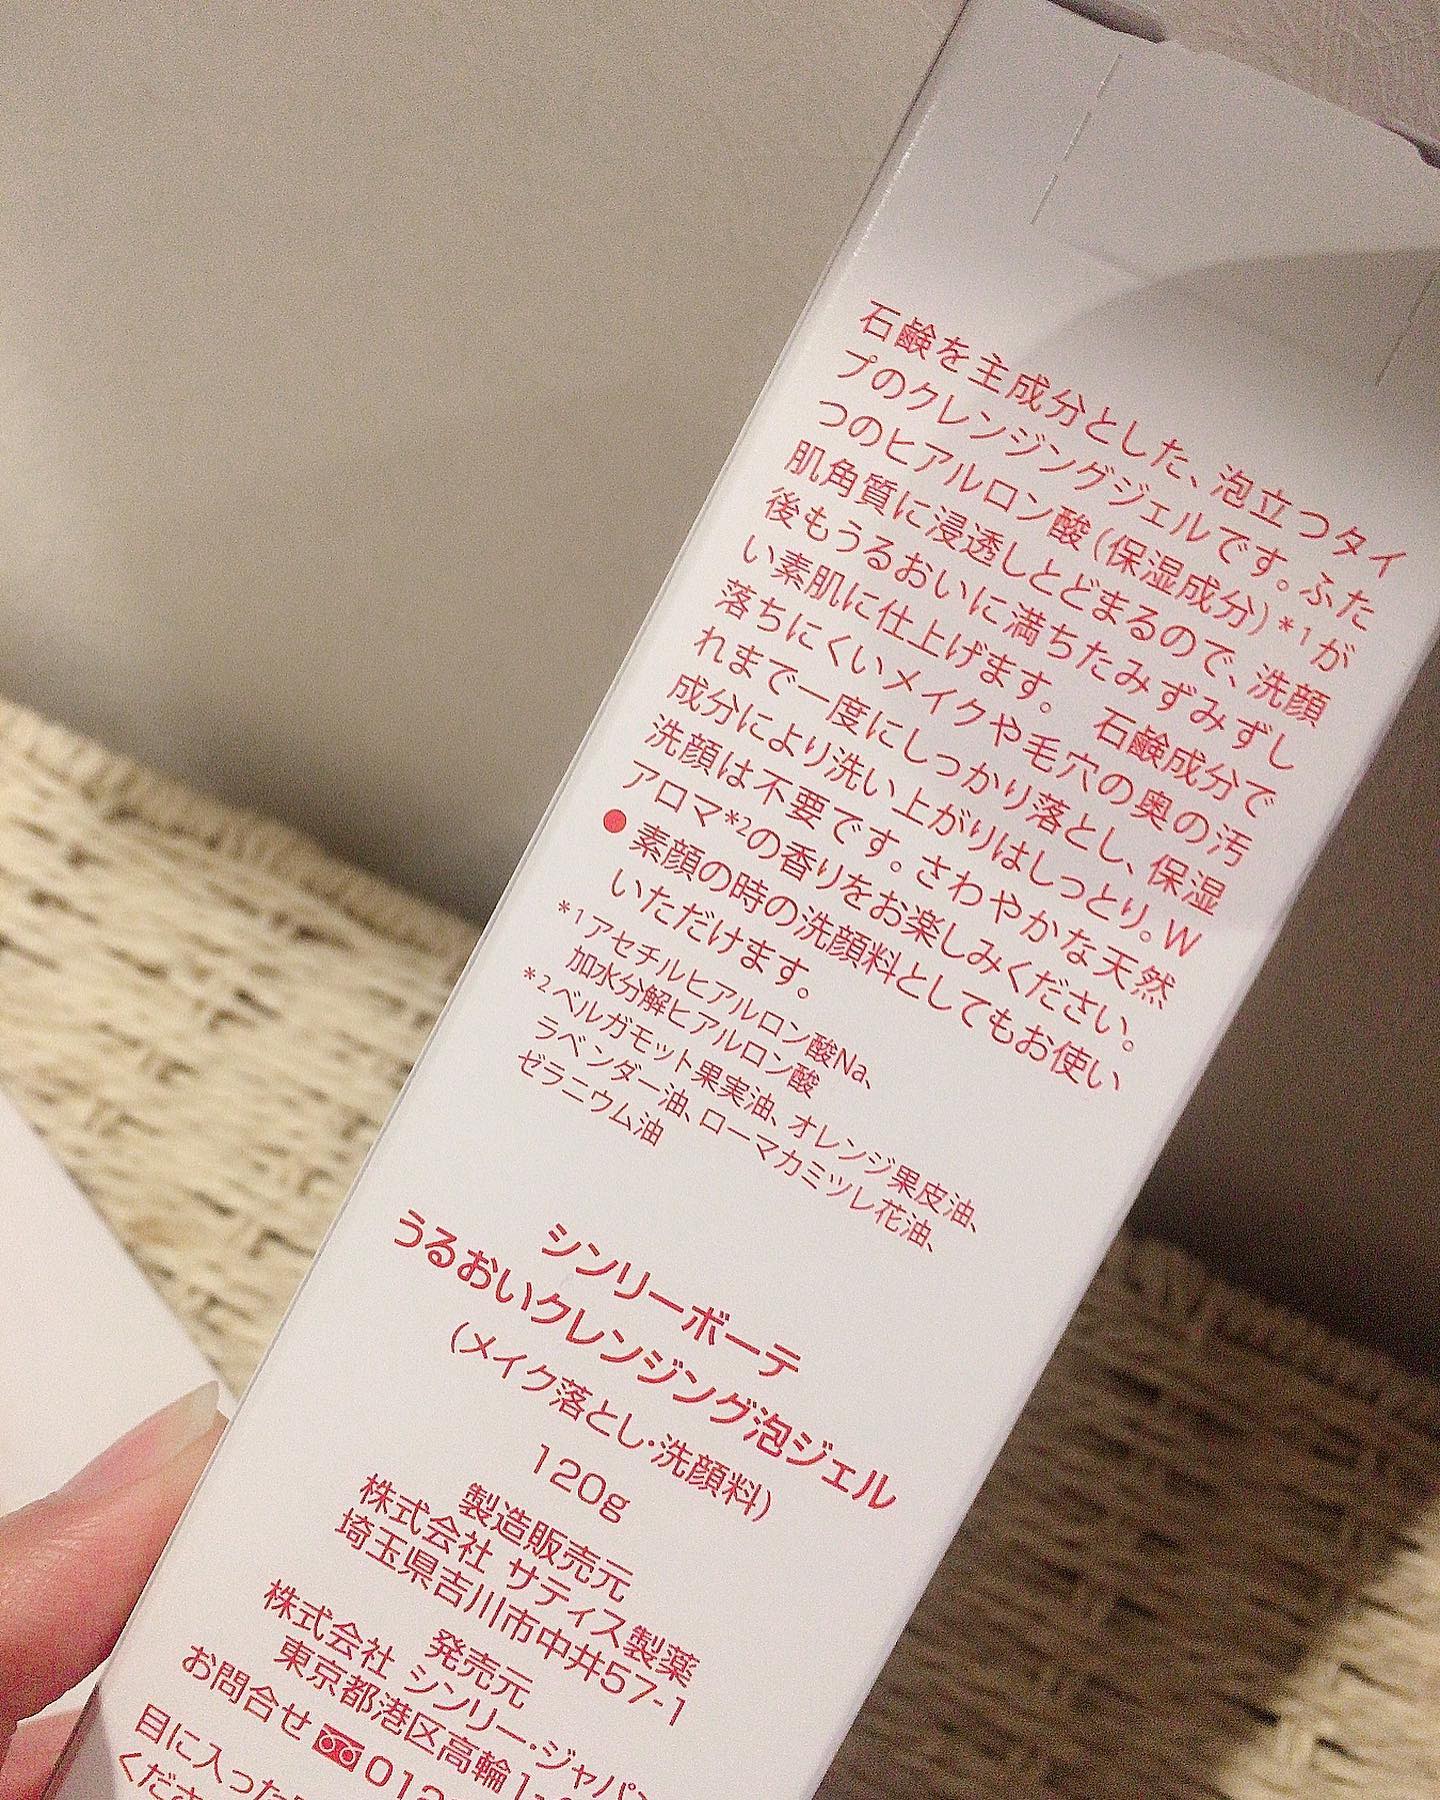 石鹸を主成分とした、泡立つタイ
プのクレンジングジェルです。ふた
つのヒアルロン酸(保湿成分)*1が
肌角質に浸透しとどまるので、洗顔
後もうるおいに満ちたみずみずし
い素肌に仕上げます。 石鹸成分で
落ちにくいメイクや毛穴の奥の汚
れまで一度にしっかり落とし、保湿
成分により洗い上がりはしっとり。W
洗顔は不要です。さわやかな天然
アロマ*2の香りをお楽しみください。
●素顔の時の洗顔料としてもお使い
いただけます。
*1アセチルヒアルロン酸Na、
加水分解ヒアルロン酸
*2ベルガモット果実油、オレンジ果皮油、
ラベンダー油、ローマカミツレ花油、
ゼラニウム油
シンリーボーテ
うるおいクレンジング泡ジェル
(メイク落とし・洗顔料)
120g
製造販売元
株式会社 サティス製薬
埼玉県吉川市中井57-1
発売元
株式会社 シンリー・ジャパン
東京都港区高輪1-
お問合せ 012
目に入った
くださ